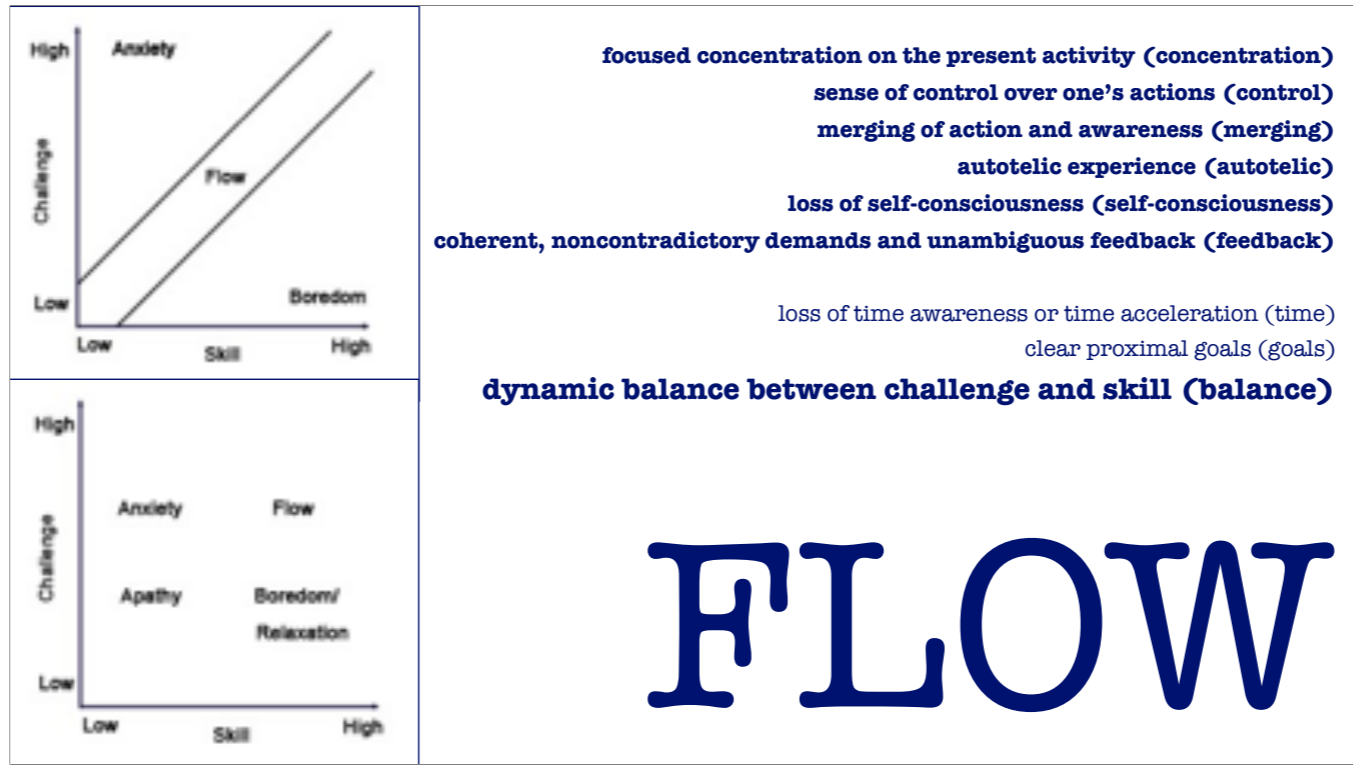 High
Anxiety
Challenge
Flow
Low
Boredom
Low
Skill
High
High
Challenge
Anxiety
Flow
Apathy
Boredom/
Relaxation
Low
Low
Skill
High
focused concentration on the present activity (concentration)
sense of control over one’s actions (control)
merging of action and awareness (merging)
autotelic experience (autotelic)
loss of self-consciousness (self-consciousness)
coherent, noncontradictory demands and unambiguous feedback (feedback)
loss of time awareness or time acceleration (time)
clear proximal goals (goals)
dynamic balance between challenge and skill (balance)
FLOW